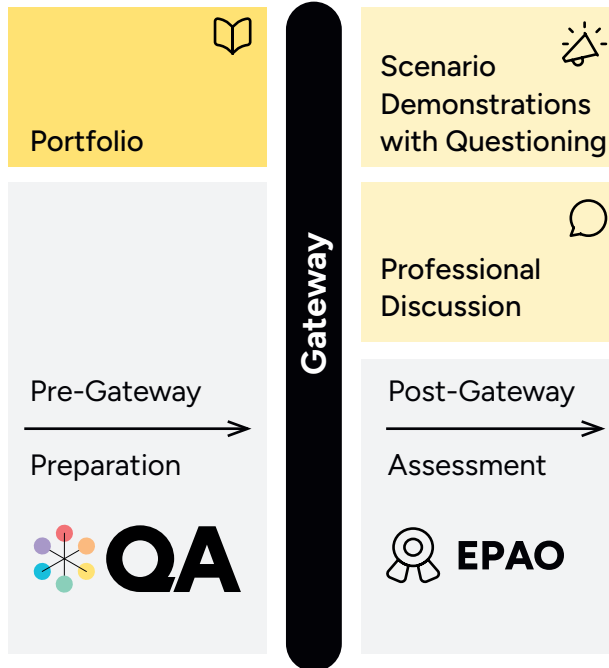 Portfolio
Pre-Gateway
Preparation
QA
Gateway
Scenario
Demonstrations
with Questioning
Professional
Discussion
Post-Gateway
Assessment
EPAO